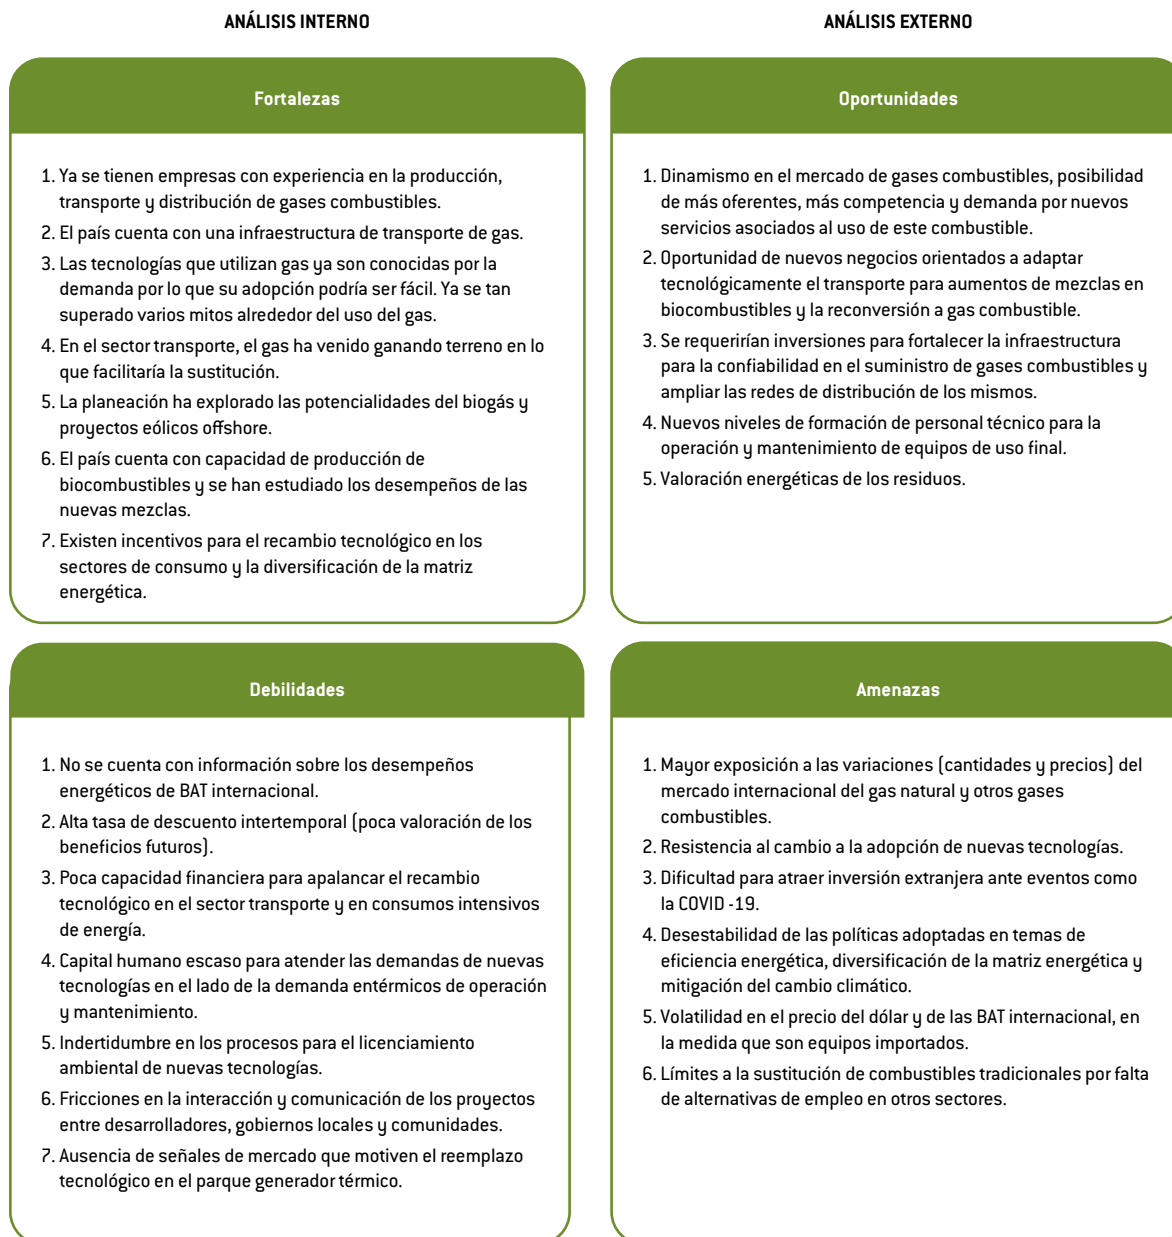 ANÁLISIS INTERNO
ANÁLISIS EXTERNO
Fortalezas
1. Ya se tienen empresas con experiencia en la producción,
transporte y distribución de gases combustibles.
2. El país cuenta con una infraestructura de transporte de gas.
3. Las tecnologías que utilizan gas ya son conocidas por la
demanda por lo que su adopción podría ser fácil. Ya se tan
superado varios mitos alrededor del uso del gas.
4. En el sector transporte, el gas ha venido ganando terreno en lo
que facilitaría la sustitución.
5. La planeación ha explorado las potencialidades del biogás y
proyectos eólicos offshore.
6. El país cuenta con capacidad de producción de
biocombustibles y se han estudiado los desempeños de las
nuevas mezclas.
7. Existen incentivos para el recambio tecnológico en los
sectores de consumo y la diversificación de la matriz
energética.
Oportunidades
1. Dinamismo en el mercado de gases combustibles, posibilidad
de más oferentes, más competencia y demanda por nuevos
servicios asociados al uso de este combustible.
2. Oportunidad de nuevos negocios orientados a adaptar
tecnológicamente el transporte para aumentos de mezclas en
biocombustibles y la reconversión a gas combustible.
3. Se requerirían inversiones para fortalecer la infraestructura
para la confiabilidad en el suministro de gases combustibles y
ampliar las redes de distribución de los mismos.
4. Nuevos niveles de formación de personal técnico para la
operación y mantenimiento de equipos de uso final.
5. Valoración energéticas de los residuos.
Debilidades
1. No se cuenta con información sobre los desempeños
energéticos de BAT internacional.
2. Alta tasa de descuento intertemporal (poca valoración de los
beneficios futuros).
3. Poca capacidad financiera para apalancar el recambio
tecnológico en el sector transporte y en consumos intensivos
de energía.
4. Capital humano escaso para atender las demandas de nuevas
tecnologías en el lado de la demanda entérmicos de operación
y mantenimiento.
5. Indertidumbre en los procesos para el licenciamiento
ambiental de nuevas tecnologías.
6. Fricciones en la interacción y comunicación de los proyectos
entre desarrolladores, gobiernos locales y comunidades.
7. Ausencia de señales de mercado que motiven el reemplazo
tecnológico en el parque generador térmico.
Amenazas
1. Mayor exposición a las variaciones (cantidades y precios) del
mercado internacional del gas natural y otros gases
combustibles.
2. Resistencia al cambio a la adopción de nuevas tecnologías.
3. Dificultad para atraer inversión extranjera ante eventos como
la COVID -19.
4. Desestabilidad de las políticas adoptadas en temas de
eficiencia energética, diversificación de la matriz energética y
mitigación del cambio climático.
5. Volatilidad en el precio del dólar y de las BAT internacional, en
la medida que son equipos importados.
6. Límites a la sustitución de combustibles tradicionales por falta
de alternativas de empleo en otros sectores.